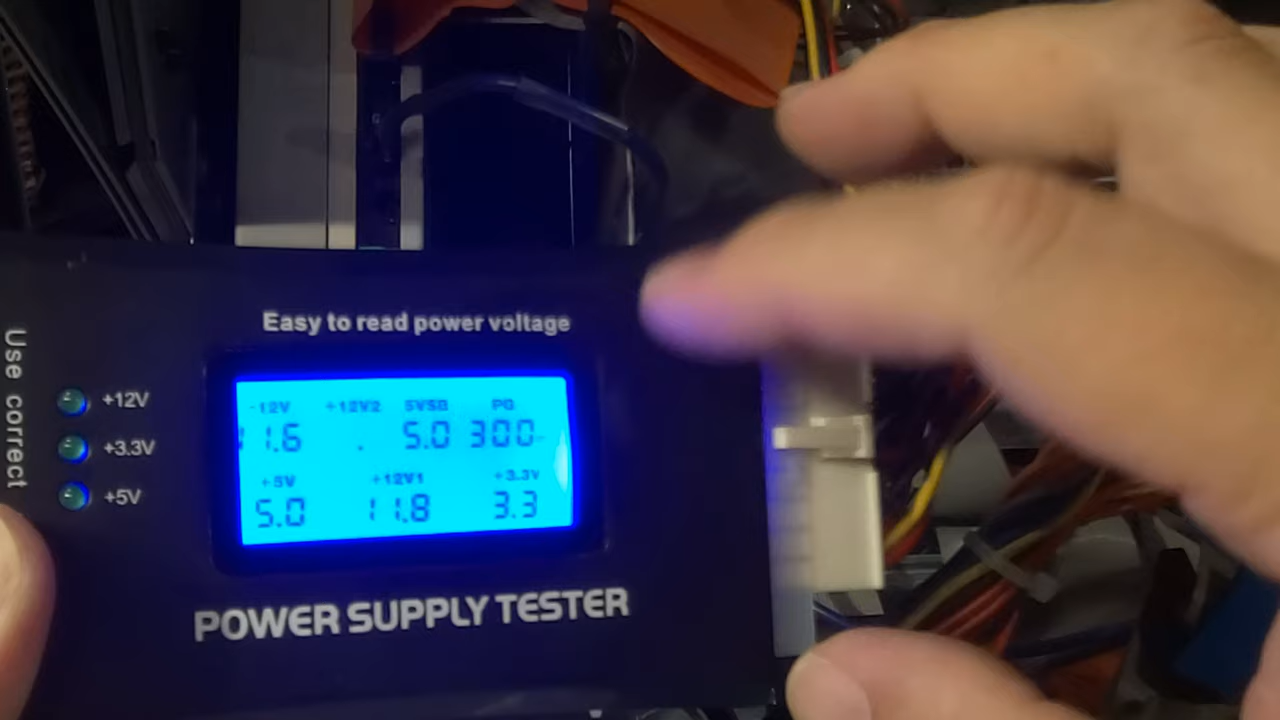 Easy to read power voltage
Use correct
+12V
+3.3V
+5V
-12V +12V2 5VSB PG
11.6 . 5.0 300
+5V +12V1 +3.3V
5.0 11.8 3.3
POWER SUPPLY TESTER